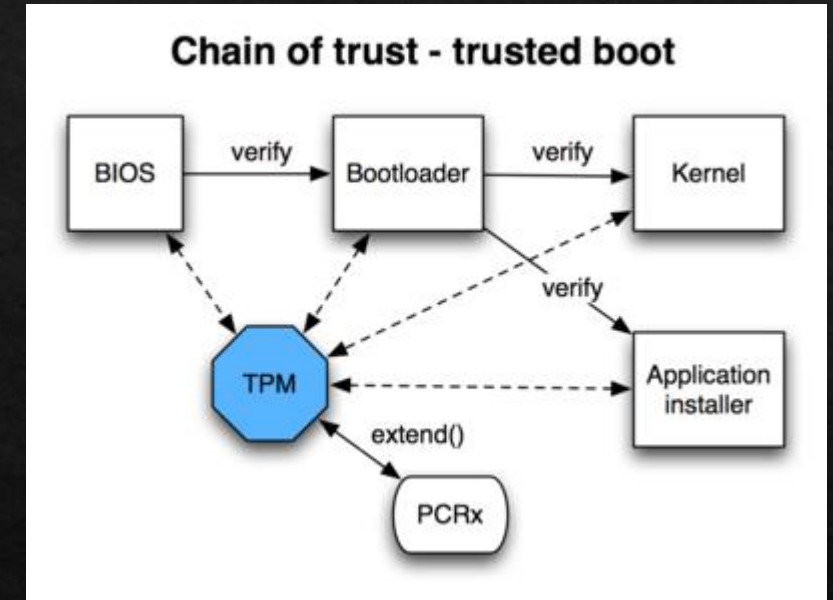 Chain of trust - trusted boot
BIOS
verify
Bootloader
verify
Kernel
verify
TPM
Application
installer
extend()
PCRx